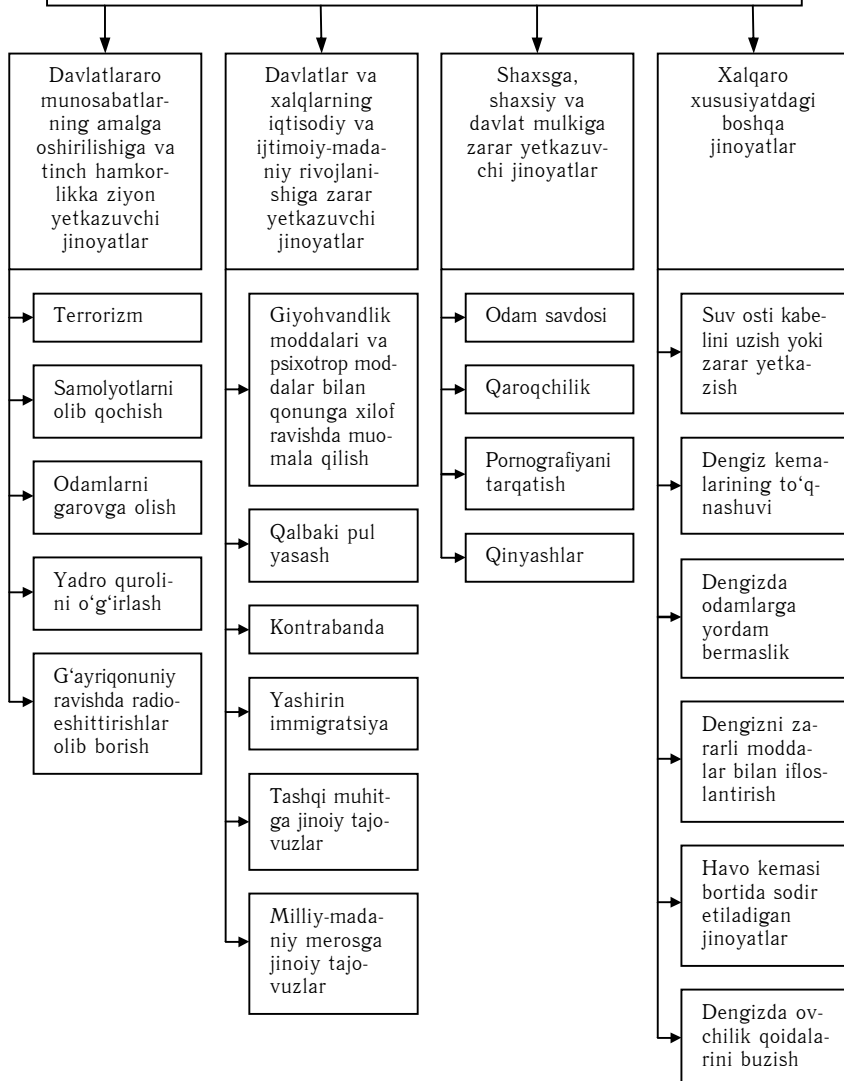 Davlatlararo
munosabatlar-
ning amalga
oshirilishiga va
tinch hamkor-
likka ziyon
yetkazuvchi
jinoyatlar
Terrorizm
Samolyotlarni
olib qochish
Odamlarni
garovga olish
Yadro quroli-
ni o‘g‘irlash
G‘ayriqonuniy
ravishda radio-
eshittirishlar
olib borish
Davlatlar va
xalqlarning
iqtisodiy va
ijtimoiy-mada-
niy rivojlani-
shiga zarar
yetkazuvchi
jinoyatlar
Giyohvandlik
moddalari va
psixotrop mod-
dalar bilan
qonunga xilof
ravishda muo-
mala qilish
Qalbaki pul
yasash
Kontrabanda
Yashirin
immigratsiya
Tashqi muhit-
ga jinoiy tajo-
vuzlar
Milliy-mada-
niy merosga
jinoiy tajo-
vuzlar
Shaxsga,
shaxsiy va
davlat mulkiga
zarar yetkazuv-
chi jinoyatlar
Odam savdosi
Qaroqchilik
Pornografiyani
tarqatish
Qinyashlar
Xalqaro
xususiyatdagi
boshqa
jinoyatlar
Suv osti kabe-
lini uzish yoki
zarar yetka-
zish
Dengiz kema-
larining to‘q-
nashuvi
Dengizda
odamlarga
yordam
bermaslik
Dengizni za-
rarli modda-
lar bilan iflos-
lantirish
Havo kemasi
bortida sodir
etiladigan
jinoyatlar
Dengizda ov-
chilik qoidala-
rini buzish